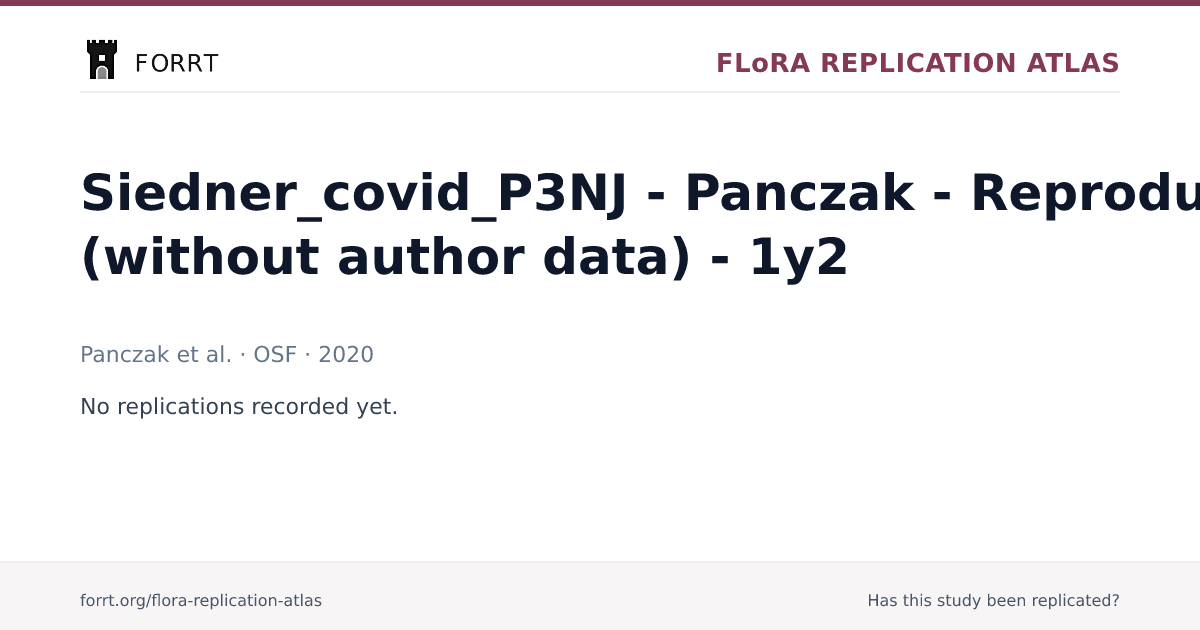 FORRT
FLoRA REPLICATION ATLAS
Siedner_covid_P3NJ - Panczak - Reprodu
(without author data) - 1y2
Panczak et al. · OSF · 2020
No replications recorded yet.
forrt.org/flora-replication-atlas
Has this study been replicated?